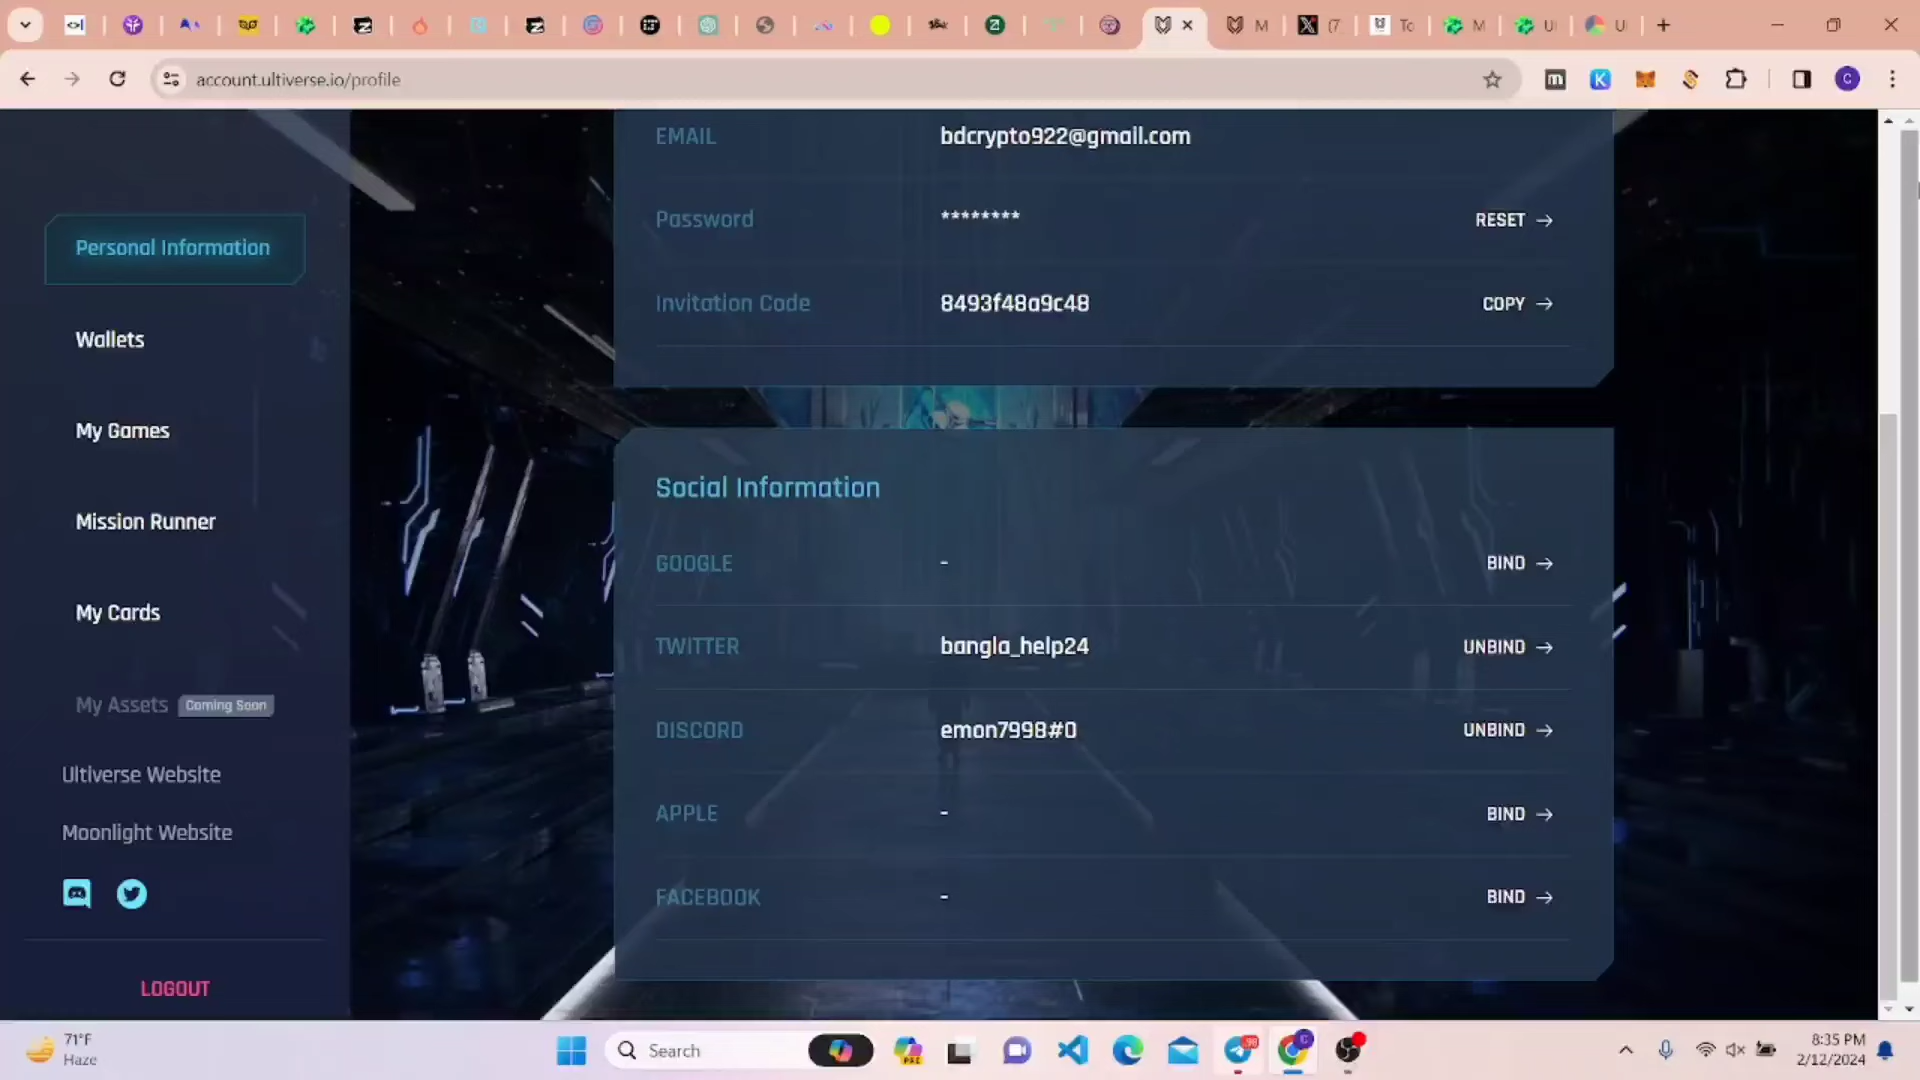 M
(7
To
M
U
U
account.ultiverse.io/profile
C
EMAIL bdcrypto922@gmail.com
Password ******** RESET →
Invitation Code 8493f48a9c48 COPY →
Personal Information
Wallets
My Games
Mission Runner
My Cards
My Assets Coming Soon
Ultiverse Website
Moonlight Website
LOGOUT
Social Information
GOOGLE - BIND →
TWITTER bangla_help24 UNBIND →
DISCORD emon7998#0 UNBIND →
APPLE - BIND →
FACEBOOK - BIND →
71°F
Haze
Search
8:35 PM
2/12/2024